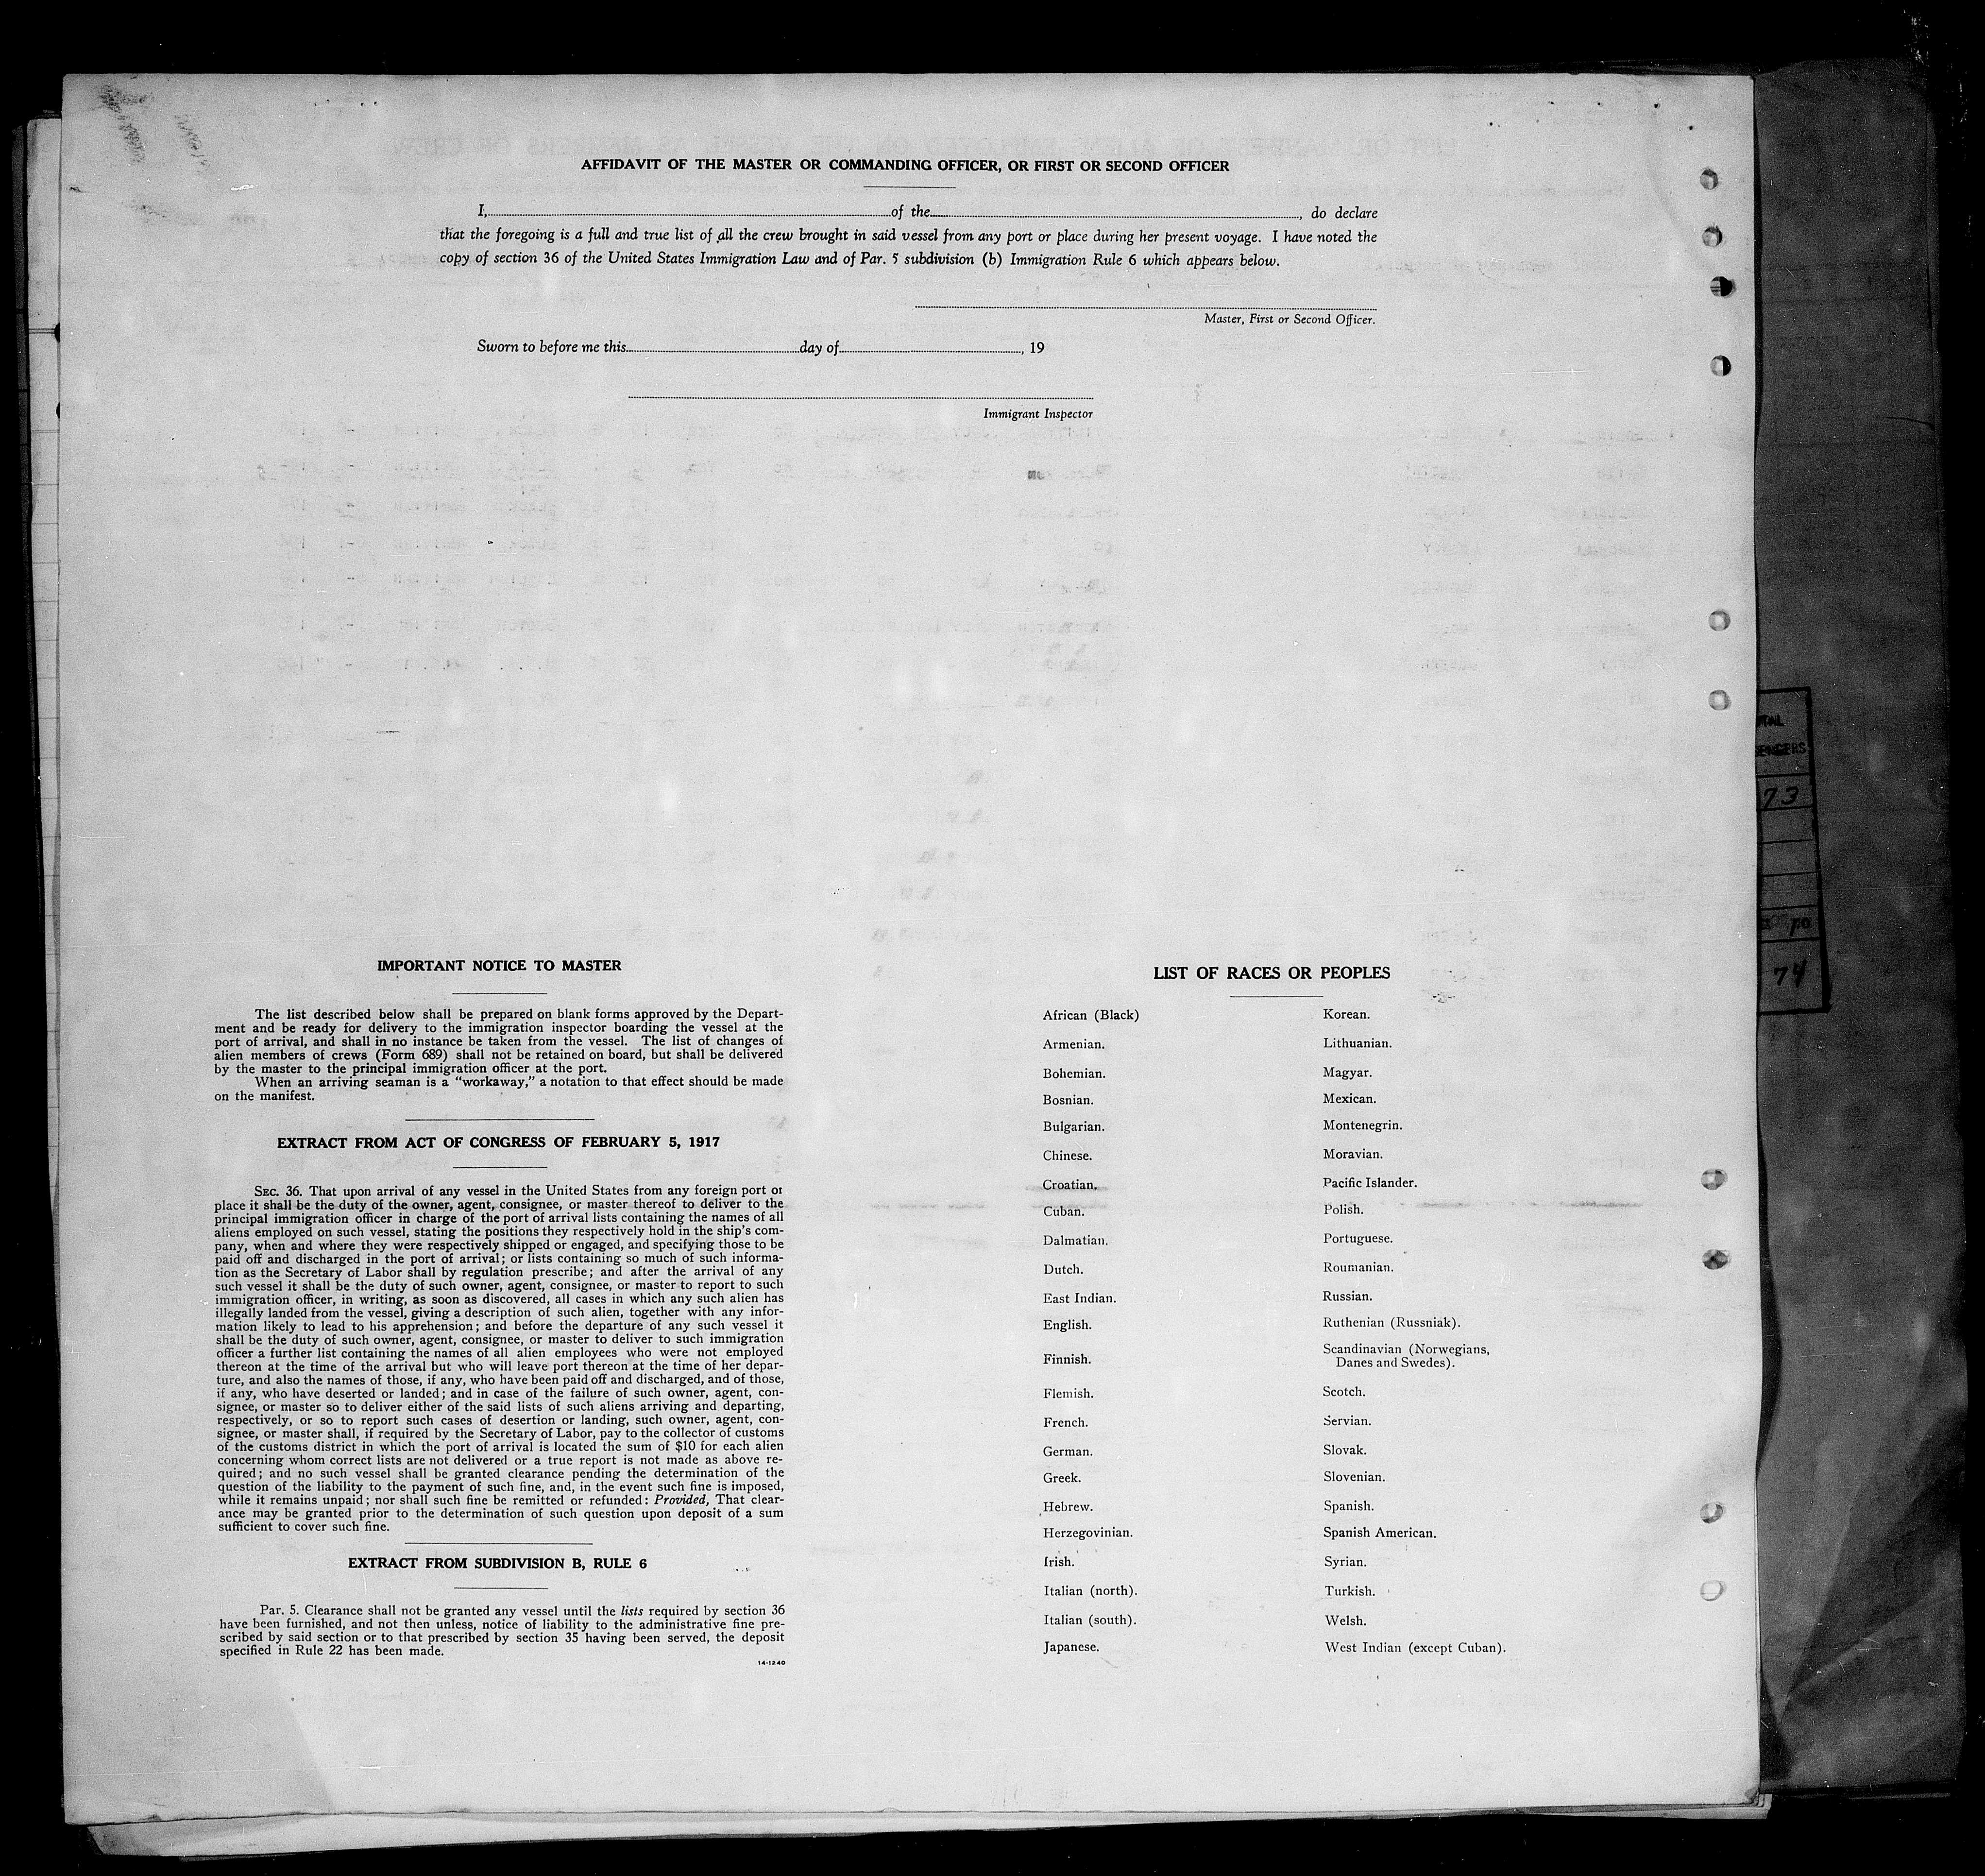 AFFIDAVIT OF THE MASTER OR COMMANDING OFFICER, OR FIRST OR SECOND OFFICER
I, of the , do declare
that the foregoing is a full and true list of all the crew brought in said vessel from any port or place during her present voyage. I have noted the
copy of section 36 of the United States Immigration Law and of Par. 5 subdivision (b) Immigration Rule 6 which appears below.
Master, First or Second Officer.
Sworn to before me this day of , 19
Immigrant Inspector
IMPORTANT NOTICE TO MASTER
The list described below shall be prepared on blank forms approved by the Depart-
ment and be ready for delivery to the immigration inspector boarding the vessel at the
port of arrival, and shall in no instance be taken from the vessel. The list of changes of
alien members of crews (Form 689) shall not be retained on board, but shall be delivered
by the master to the principal immigration officer at the port.
When an arriving seaman is a "workaway," a notation to that effect should be made
on the manifest.
EXTRACT FROM ACT OF CONGRESS OF FEBRUARY 5, 1917
SEC. 36. That upon arrival of any vessel in the United States from any foreign port or
place it shall be the duty of the owner, agent, consignee, or master thereof to deliver to the
principal immigration officer in charge of the port of arrival lists containing the names of all
aliens employed on such vessel, stating the positions they respectively hold in the ship's com-
pany, when and where they were respectively shipped or engaged, and specifying those to be
paid off and discharged in the port of arrival; or lists containing so much of such informa-
tion as the Secretary of Labor shall by regulation prescribe; and after the arrival of any
such vessel it shall be the duty of such owner, agent, consignee, or master to report to such
immigration officer, in writing, as soon as discovered, all cases in which any such alien has
illegally landed from the vessel, giving a description of such alien, together with any infor-
mation likely to lead to his apprehension; and before the departure of any such vessel it
shall be the duty of such owner, agent, consignee, or master to deliver to such immigration
officer a further list containing the names of all alien employees who were not employed
thereon at the time of the arrival but who will leave port thereon at the time of her depar-
ture, and also the names of those, if any, who have been paid off and discharged, and of those,
if any, who have deserted or landed; and in case of the failure of such owner, agent, con-
signee, or master so to deliver either of the said lists of such aliens arriving and departing,
respectively, or so to report such cases of desertion or landing, such owner, agent, con-
signee, or master shall, if required by the Secretary of Labor, pay to the collector of customs
of the customs district in which the port of arrival is located the sum of $10 for each alien
concerning whom correct lists are not delivered or a true report is not made as above re-
quired; and no such vessel shall be granted clearance pending the determination of the
question of the liability to the payment of such fine, and, in the event such fine is imposed,
while it remains unpaid; nor shall such fine be remitted or refunded: Provided, That clear-
ance may be granted prior to the determination of such question upon deposit of a sum
sufficient to cover such fine.
EXTRACT FROM SUBDIVISION B, RULE 6
Par. 5. Clearance shall not be granted any vessel until the lists required by section 36
have been furnished, and not then unless, notice of liability to the administrative fine pre-
scribed by said section or to that prescribed by section 35 having been served, the deposit
specified in Rule 22 has been made.
14-1240
LIST OF RACES OR PEOPLES
African (Black)
Armenian.
Bohemian.
Bosnian.
Bulgarian.
Chinese.
Croatian.
Cuban.
Dalmatian.
Dutch.
East Indian.
English.
Finnish.
Flemish.
French.
German.
Greek.
Hebrew.
Herzegovinian.
Irish.
Italian (north).
Italian (south).
Japanese.
Korean.
Lithuanian.
Magyar.
Mexican.
Montenegrin.
Moravian.
Pacific Islander.
Polish.
Portuguese.
Roumanian.
Russian.
Ruthenian (Russniak).
Scandinavian (Norwegians,
Danes and Swedes).
Scotch.
Servian.
Slovak.
Slovenian.
Spanish.
Spanish American.
Syrian.
Turkish.
Welsh.
West Indian (except Cuban).
73
74